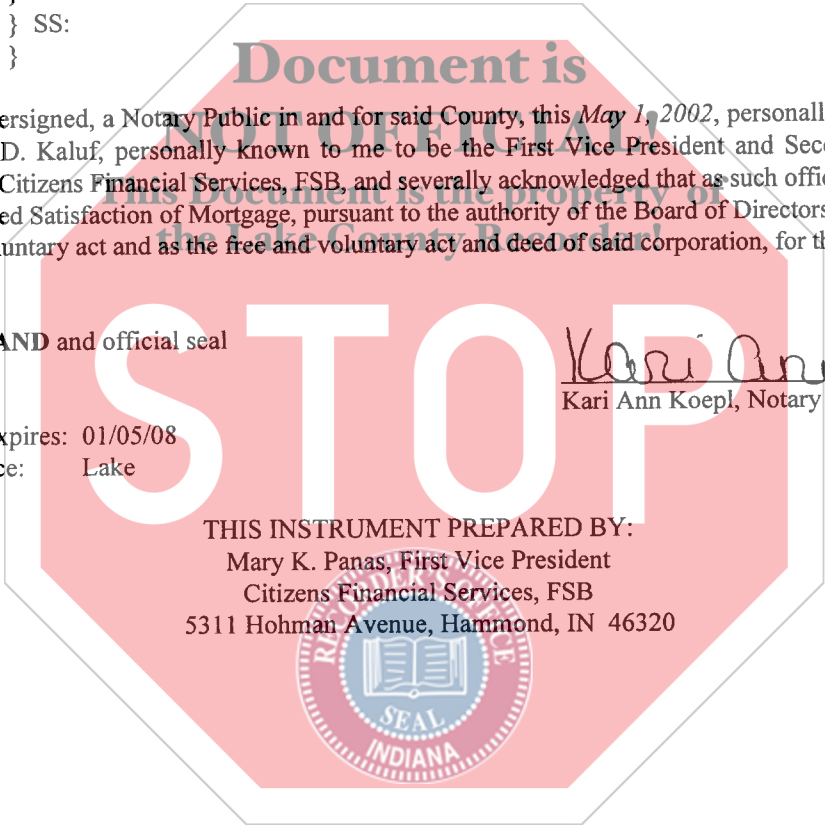 } SS:
}
Document is
NOT OFFICIAL!
This Document is the property of
the Lake County Recorder!
ersigned, a Notary Public in and for said County, this May 1, 2002, personall
D. Kaluf, personally known to me to be the First Vice President and Sec
Citizens Financial Services, FSB, and severally acknowledged that as such offic
ed Satisfaction of Mortgage, pursuant to the authority of the Board of Directors
untary act and as the free and voluntary act and deed of said corporation, for th
AND and official seal
Kari Ann
Kari Ann Koepl, Notary
xpires: 01/05/08
ce: Lake
STOP
THIS INSTRUMENT PREPARED BY:
Mary K. Panas, First Vice President
Citizens Financial Services, FSB
5311 Hohman Avenue, Hammond, IN 46320
RECORDER'S OFFICE
SEAL
INDIANA